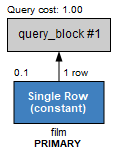 Query cost: 1.00
query_block #1
0.1 1 row
Single Row
(constant)
film
PRIMARY